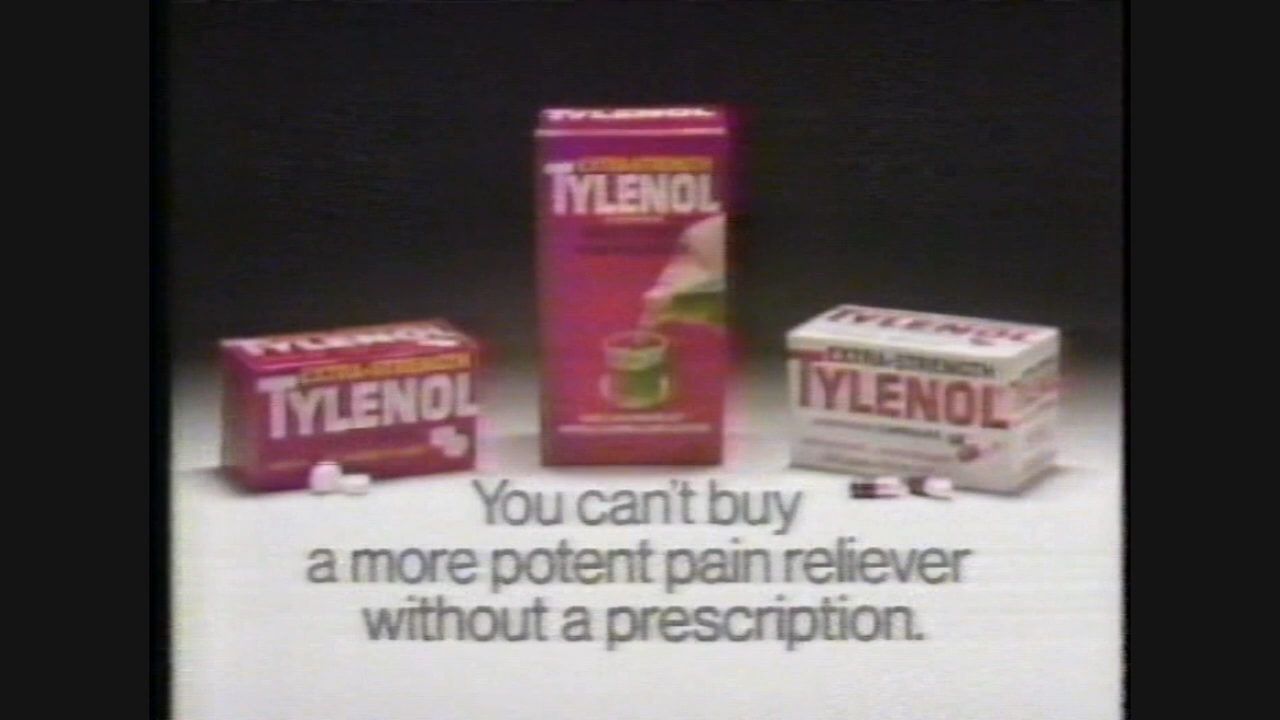 TYLENOL
EXTRA-STRENGTH
TYLENOL
TYLENOL
EXTRA-STRENGTH
TYLENOL
TYLENOL
EXTRA-STRENGTH
TYLENOL
You can't buy
a more potent pain reliever
without a prescription.